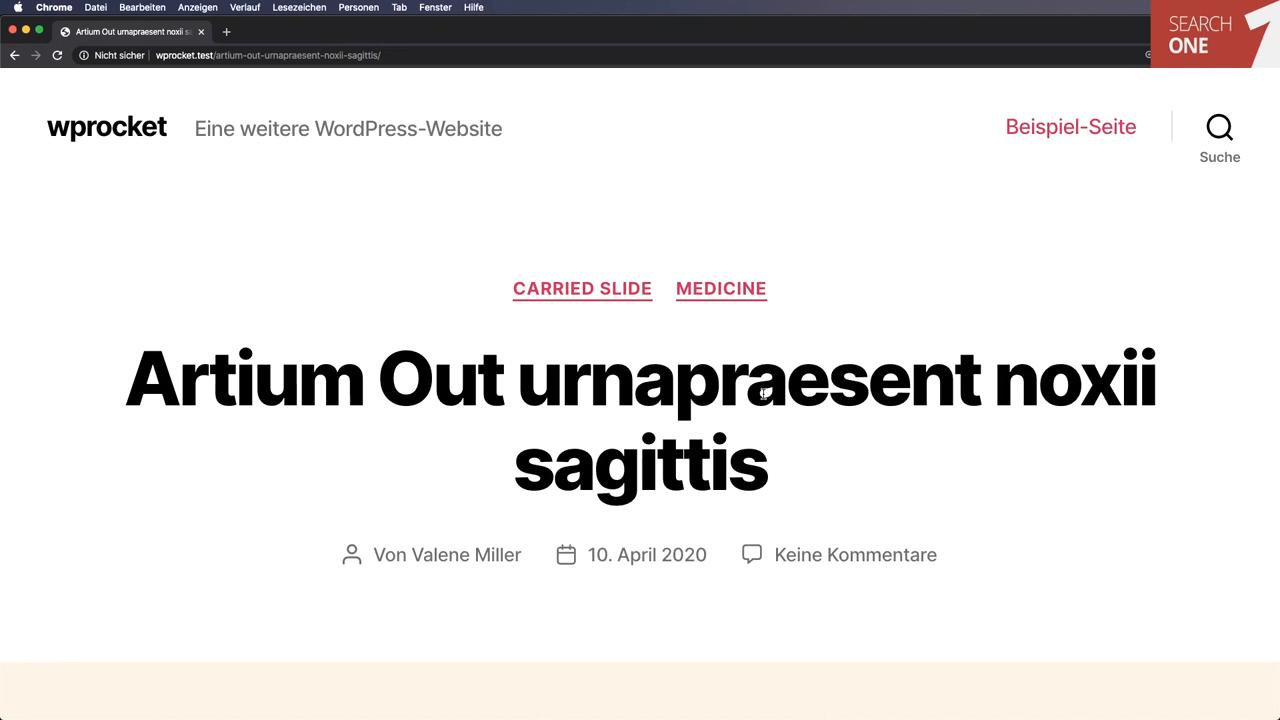 Chrome Datei Bearbeiten Anzeigen Verlauf Lesezeichen Personen Tab Fenster Hilfe
Artium Out urnapraesent noxii
Nicht sicher wprocket.test/artium-out-urnapraesent-noxii-sagittis/
SEARCH
ONE
wprocket Eine weitere WordPress-Website Beispiel-Seite
Suche
CARRIED SLIDE MEDICINE
Artium Out urnapraesent noxii
sagittis
Von Valene Miller 10. April 2020 Keine Kommentare